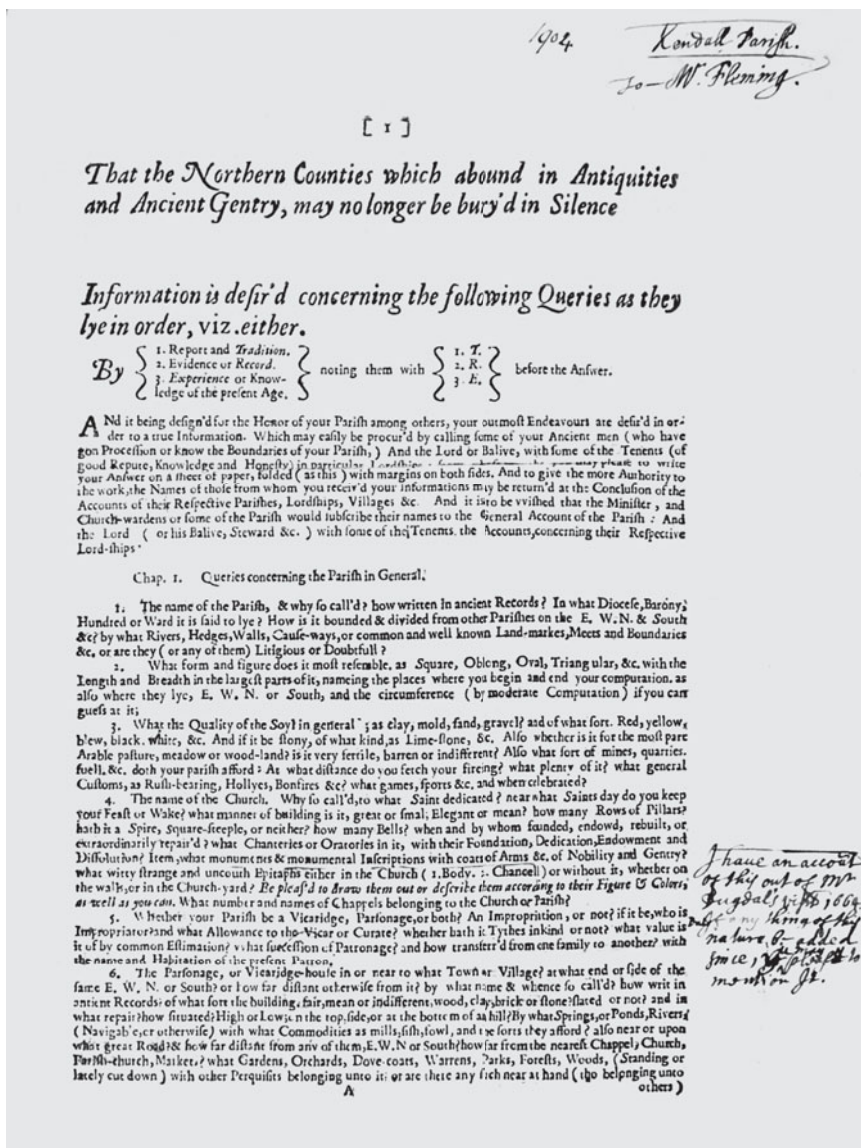 1904
Kendall Parish.
To — Mr. Fleming.
[ 1 ]
That the Northern Counties which abound in Antiquities
and Ancient Gentry, may no longer be bury'd in Silence
Information is deſir'd concerning the following Queries as they
lye in order, viz. either.
By { 1. Report and Tradition. 2. Evidence or Record. 3. Experience or Know-ledge of the preſent Age. } noting them with { 1. T. 2. R. 3. E. } before the Anſwer.
ANd it being deſign'd for the Honor of your Pariſh among others, your outmoſt Endeavours are deſir'd in or-
der to a true Information. Which may eaſily be procur'd by calling ſome of your Ancient men ( who have
gon Proceſſion or know the Boundaries of your Pariſh, ) And the Lord or Balive, with ſome of the Tenents (of
good Repute, Knowledge and Honeſty) in particular may pleaſe to write
your Anſwer on a ſheet of paper, folded ( as this ) with margins on both ſides. And to give the more Authority to
the work, the Names of thoſe from whom you receiv'd your informations may be return'd at the Concluſion of the
Accounts of their Reſpective Pariſhes, Lordſhips, Villages &c. And it is to be vviſhed that the Miniſter , and
Church-wardens or ſome of the Pariſh would ſubſcribe their names to the General Account of the Pariſh : And
the Lord ( or his Balive, Steward &c. ) with ſome of the Tenents, the Accounts, concerning their Reſpective
Lord-ſhips
Chap. 1. Queries concerning the Pariſh in General.
1. The name of the Pariſh, & why ſo call'd? how written in ancient Records? In what Dioceſe, Barony,
Hundred or Ward it is ſaid to lye? How is it bounded & divided from other Pariſhes on the E. W. N. & South
&c? by what Rivers, Hedges, Walls, Cauſe-ways, or common and well known Land-markes, Meets and Boundaries
&c. or are they ( or any of them) Litigious or Doubtfull ?
2. What form and figure does it moſt reſemble, as Square, Oblong, Oval, Triangular, &c. with the
Length and Breadth in the largeſt parts of it, nameing the places where you begin and end your computation. as
alſo where they lye, E. W. N. or South, and the circumference ( by moderate Computation ) if you can
gueſs at it;
3. What the Quality of the Soyl in general ; as clay, mold, ſand, gravel? and of what ſort. Red, yellow,
blew, black. white, &c. And if it be ſtony, of what kind, as Lime-ſtone, &c. Alſo whether is it for the moſt part
Arable paſture, meadow or wood-land? is it very fertile, barren or indifferent? Alſo what ſort of mines, quarries.
fuell, &c. doth your pariſh afford : At what diſtance do you fetch your fireing? what plenty of it? what general
Cuſtoms, as Ruſh-bearing, Hollyes, Bonfires &c? what games, ſports &c. and when celebrated?
4. The name of the Church. Why ſo call'd, to what Saint dedicated ? near what Saints day do you keep
your Feaſt or Wake? what manner of building is it, great or ſmal; Elegant or mean? how many Rows of Pillars?
hath it a Spire, Square-ſteeple, or neither? how many Bells? when and by whom founded, endowd, rebuilt, or
extraordinarily repair'd ? what Chanteries or Oratories in it, with their Foundation, Dedication, Endowment and
Diſſolution? Item, what monuments & monumental Inſcriptions with coats of Arms &c. of Nobility and Gentry?
what witty ſtrange and uncouth Epitaphs either in the Church ( 1. Body. 2. Chancell ) or without it, whether on
the walls, or in the Church-yard ? Be pleaſ'd to draw them out or deſcribe them according to their Figure & Colors,
as well as you can. What number and names of Chappels belonging to the Church or Pariſh?
5. Whether your Pariſh be a Vicaridge, Parſonage, or both? An Impropriation, or not? if it be, who is
Impropriator? and what Allowance to the Vicar or Curate? whether hath it Tythes in kind or not? what value is
it of by common Eſtimation? what ſucceſſion of Patronage? and how tranſferr'd from one family to another? with
the name and Habitation of the preſent Patron.
6. The Parſonage, or Vicaridge-houſe in or near to what Town or Village? at what end or ſide of the
ſame E. W. N. or South? or how far diſtant otherwiſe from it? by what name & whence ſo call'd? how writ in
antient Records: of what ſort the building, fair, mean or indifferent, wood, clay, brick or ſtone? ſlated or not? and in
what repair? how ſituated? High or Low; on the top, ſide, or at the bottem of a hill? By what Springs, or Ponds, Rivers
( Navigab'e, or otherwiſe) with what Commodities as mills, fiſh, fowl, and the ſorts they afford ? alſo near or upon
what great Road? & how far diſtant from any of them, E. W. N or South? how far from the neareſt Chappel, Church,
Pariſh-church, Market,? what Gardens, Orchards, Dove-coats, Warrens, Parks, Foreſts, Woods, (Standing or
lately cut down ) with other Perquiſits belonging unto it: or are there any ſich near at hand ( tho belonging unto
A others )
I have an account
of this out of Mr
Dugdal's visit, 1664
If any thing of this
nature, be added
since,
mention It.